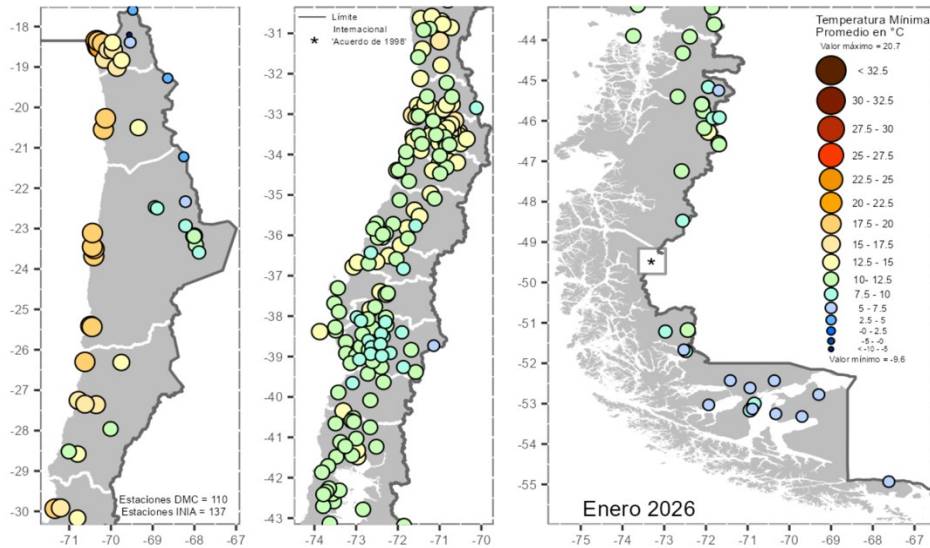 -18
-19
-20
-21
-22
-23
-24
-25
-26
-27
-28
-29
-30
-71
-70
-69
-68
-67
Estaciones DMC = 110
Estaciones INIA = 137
Límite
Internacional
* 'Acuerdo de 1998'
-31
-32
-33
-34
-35
-36
-37
-38
-39
-40
-41
-42
-43
-74
-73
-72
-71
-70
-44
-45
-46
-47
-48
-49
-50
-51
-52
-53
-54
-55
*
Enero 2026
-76
-75
-74
-73
-72
-71
-70
-69
-68
-67
Temperatura Mínima
Promedio en °C
Valor máximo = 20.7
< 32.5
30 - 32.5
27.5 - 30
25 - 27.5
22.5 - 25
20 - 22.5
17.5 - 20
15 - 17.5
12.5 - 15
10- 12.5
7.5 - 10
5 - 7.5
2.5 - 5
-0 - 2.5
-5 - -0
< -10 - -5
Valor mínimo = -9.6